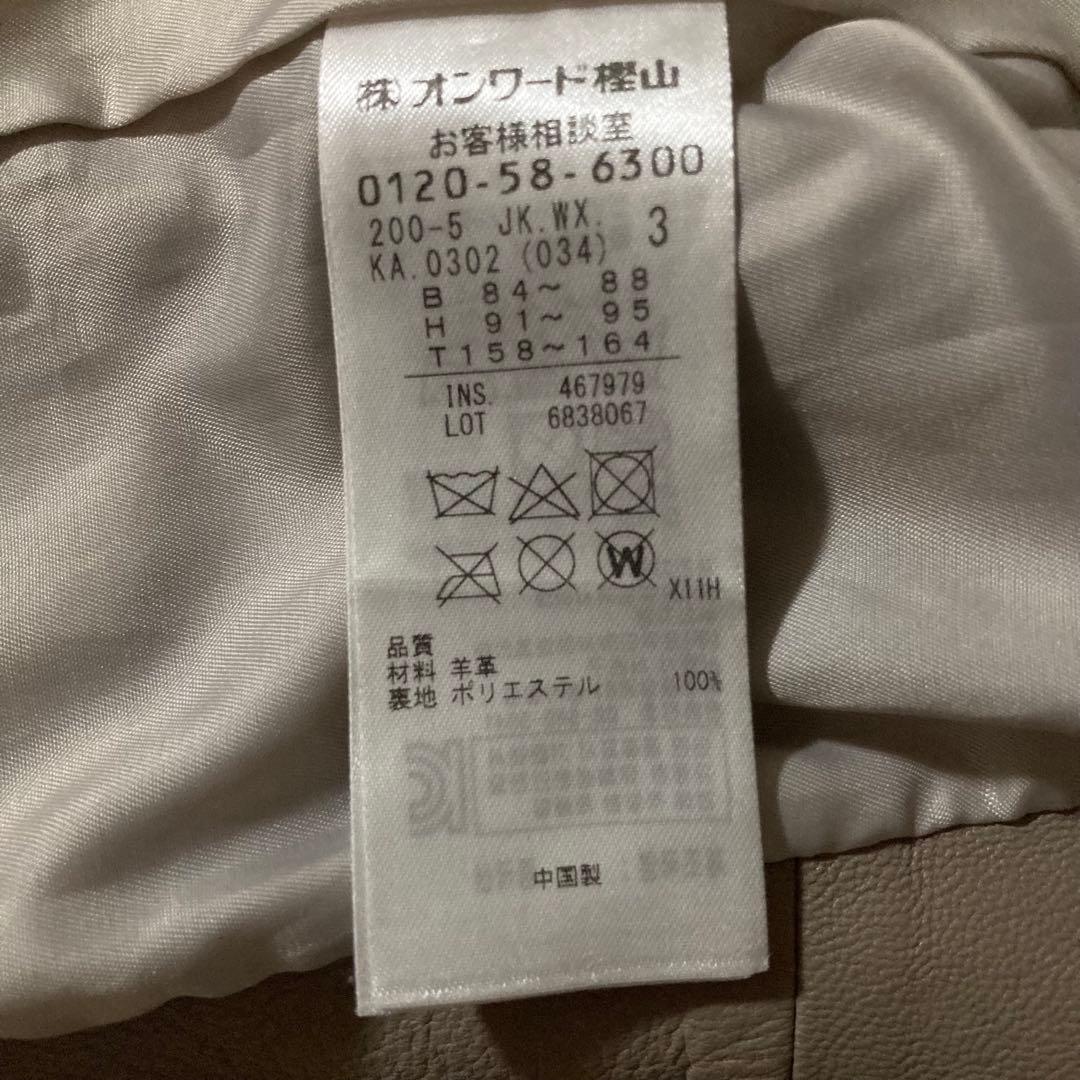 ㈱オンワード樫山
お客様相談室
0120-58-6300
200-5 JK.WX. 3
KA.0302 (034)
B 84～ 88
H 91～ 95
T158～164
INS. 467979
LOT 6838067
W
X11H
品質
材料 羊革
裏地 ポリエステル 100%
中国製